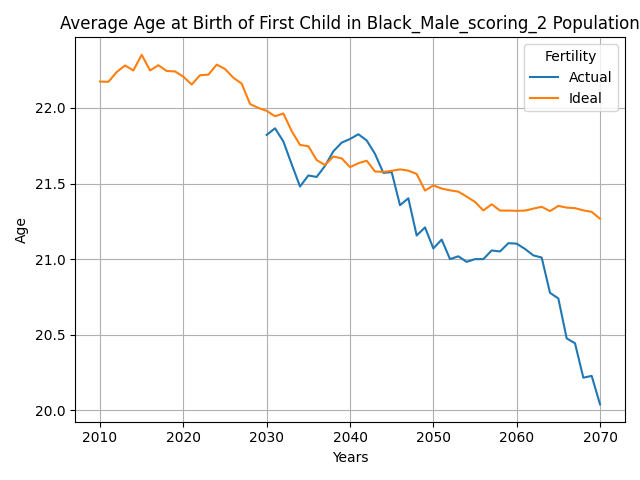 Average Age at Birth of First Child in Black_Male_scoring_2 Population
Fertility
Actual
Ideal
Age
22.0
21.5
21.0
20.5
20.0
2010 2020 2030 2040 2050 2060 2070
Years